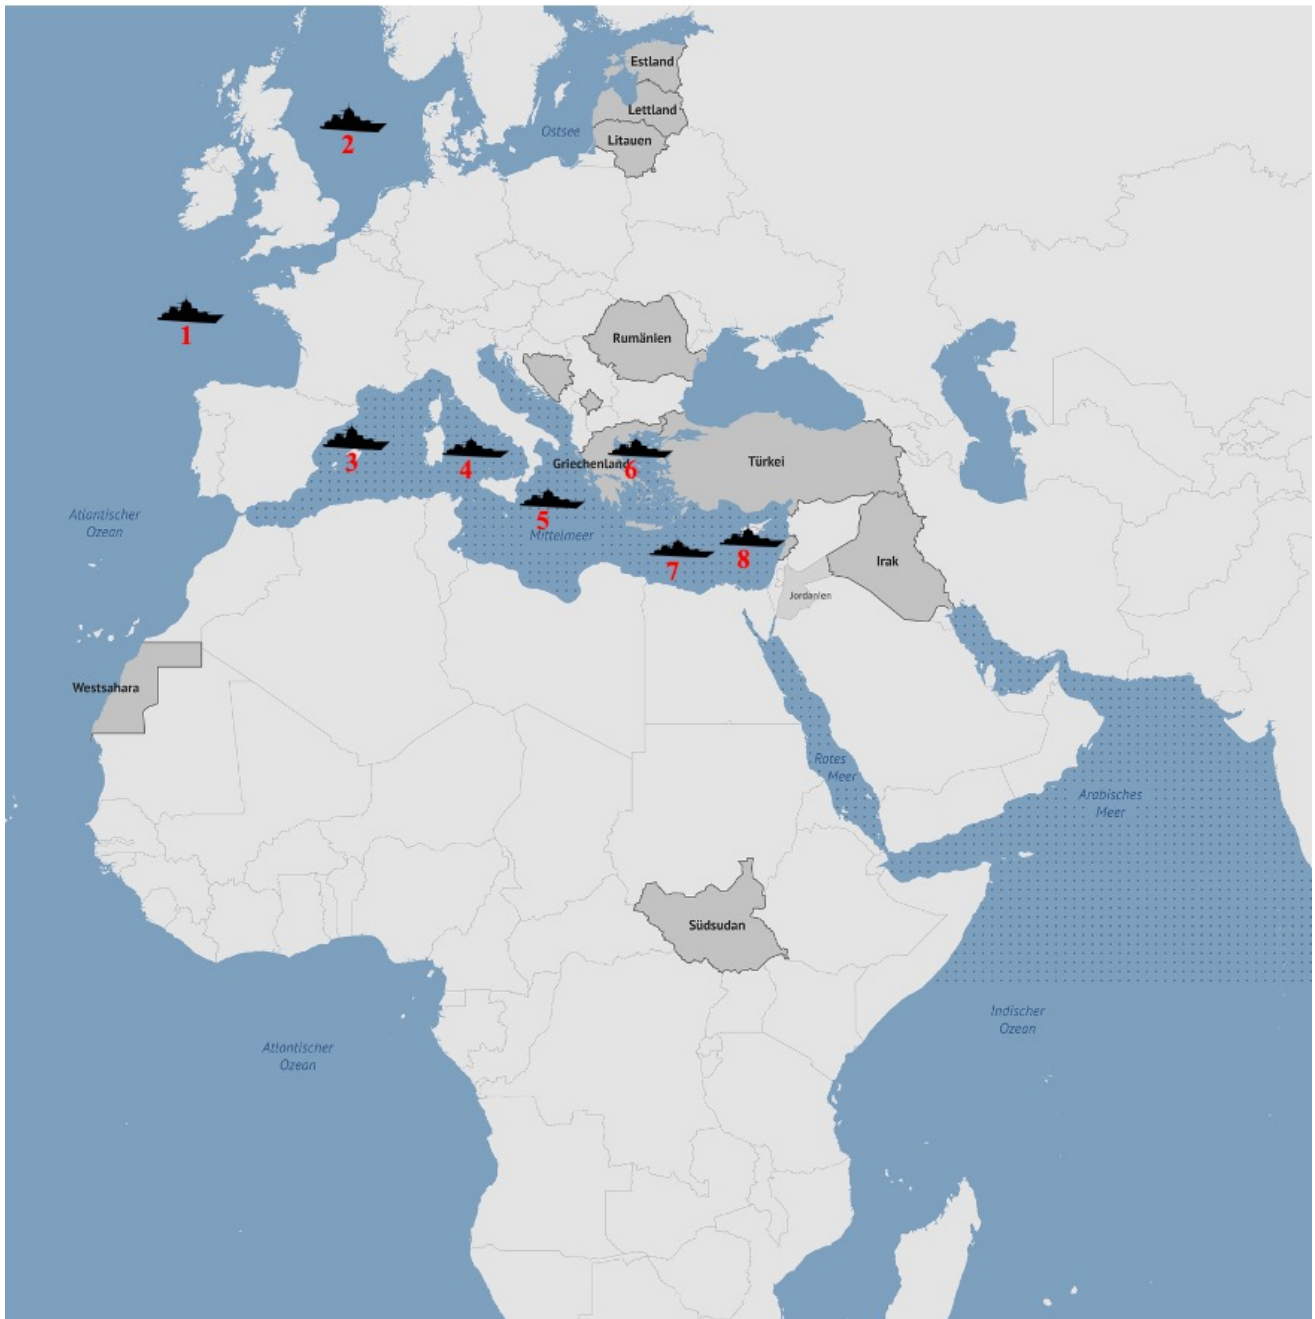 Estland
Lettland
Ostsee
Litauen
2
1
Rumänien
3
4
Griechenland
6
Türkei
5
Mittelmeer
7
8
Atlantischer
Ozean
Irak
Jordanien
Westsahara
Rotes
Meer
Arabisches
Meer
Südsudan
Indischer
Ozean
Atlantischer
Ozean